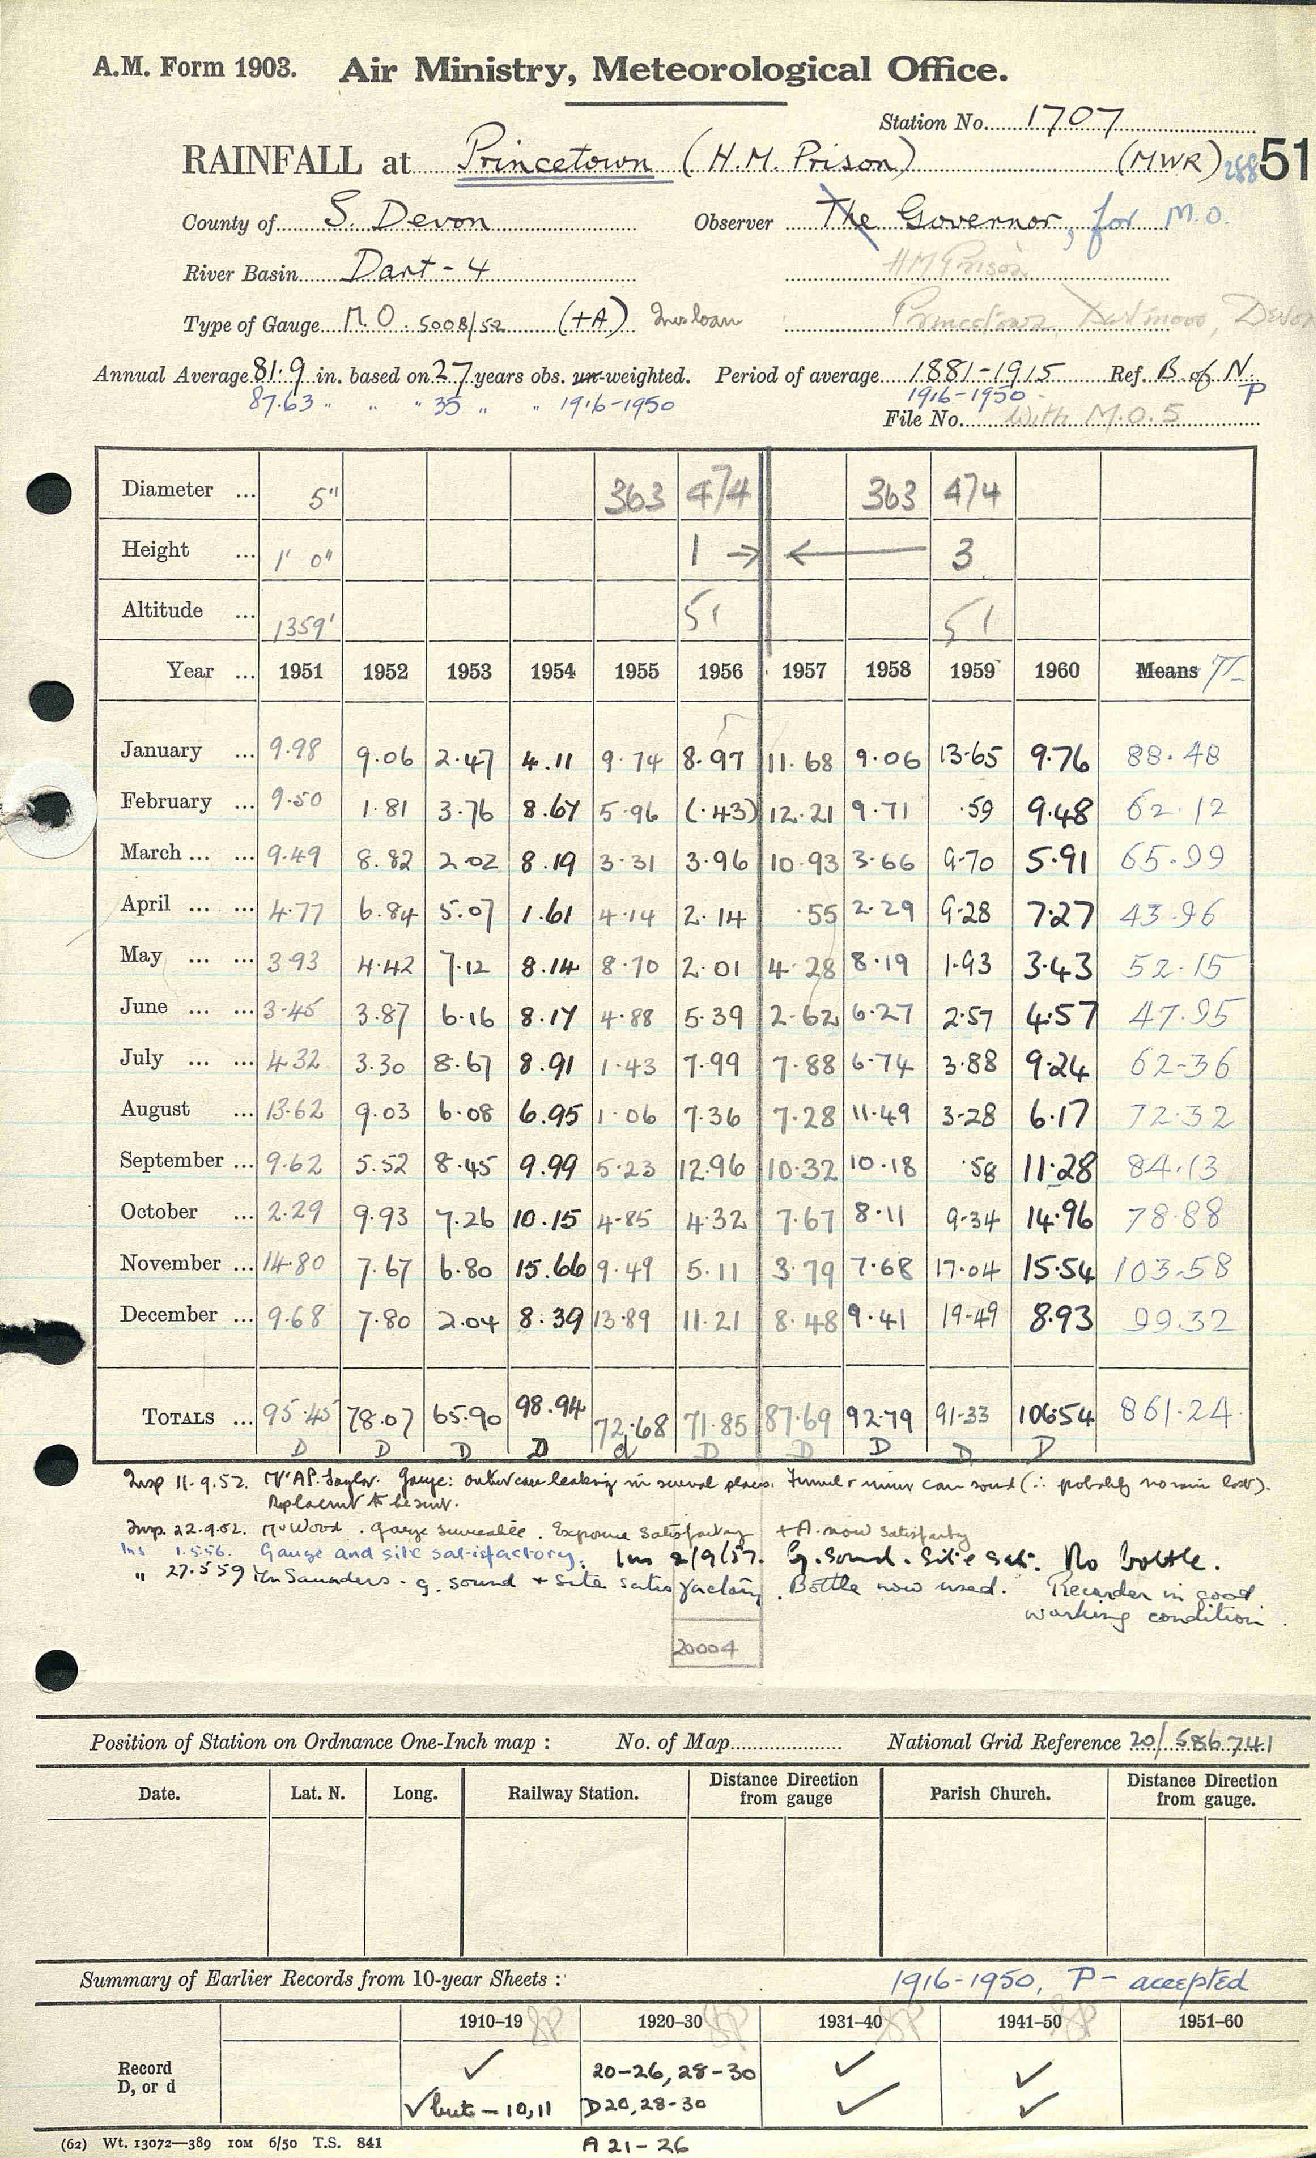 A.M. Form 1903. Air Ministry, Meteorological Office.
Station No. 1707
RAINFALL at Princetown (H.M. Prison) (MWR) 288 51
County of S. Devon Observer The Governor, for M.O.
River Basin Dart - 4 HM Prison
Type of Gauge M.O. 5008/52 (+A) Princetown, Dartmoor, Devon
Annual Average 81.9 in. based on 27 years obs. un-weighted. Period of average 1881-1915 Ref. B of N.
87.63 " " " 35 " " 1916-1950 1916-1950 P
File No. With M.O.5
Diameter ... 5" 363 474 363 474
Height ... 1' 0" 1 → ← 3
Altitude ... 1359' 51 51
Year ... 1951 1952 1953 1954 1955 1956 1957 1958 1959 1960 Means
January ... 9.98 9.06 2.47 4.11 9.74 8.97 11.68 9.06 13.65 9.76 88.48
February ... 9.50 1.81 3.76 8.67 5.96 (.43) 12.21 9.71 .59 9.48 62.12
March ... ... 9.49 8.82 2.02 8.19 3.31 3.96 10.93 3.66 9.70 5.91 65.99
April ... ... 4.77 6.84 5.07 1.61 4.14 2.14 .55 2.29 9.28 7.27 43.96
May ... ... 3.93 4.42 7.12 8.14 8.70 2.01 4.28 8.19 1.93 3.43 52.15
June ... ... 3.45 3.87 6.16 8.17 4.88 5.39 2.62 6.27 2.57 4.57 47.95
July ... ... 4.32 3.30 8.67 8.91 1.43 7.99 7.88 6.74 3.88 9.24 62.36
August ... 13.62 9.03 6.08 6.95 1.06 7.36 7.28 11.49 3.28 6.17 72.32
September ... 9.62 5.52 8.45 9.99 5.23 12.96 10.32 10.18 .58 11.28 84.13
October ... 2.29 9.93 7.26 10.15 4.85 4.32 7.67 8.11 9.34 14.96 78.88
November ... 14.80 7.67 6.80 15.66 9.49 5.11 3.79 7.68 17.04 15.54 103.58
December ... 9.68 7.80 2.04 8.39 13.89 11.21 8.48 9.41 19.49 8.93 99.32
TOTALS ... 95.45 78.07 65.90 98.94 72.68 71.85 87.69 92.79 91.33 106.54 861.24
D D D D d D D D D D
Insp 11.9.52. Mr A.P. Taylor. Gauge: outer can leaking in several places. Funnel + inner can sound (∴ probably no rain lost).
Replacement to be sent.
Insp. 22.9.52. Mr Wood. Gauge serviceable. Exposure satisfactory +A now satisfactory
Ins 1.5.56. Gauge and site satisfactory. Ins 2/9/57. G. sound. Site sat. No bottle.
" 27.5.59 Mr Saunders - g. sound + site satisfactory. Bottle now used. Recorder in good
working condition
20004
Position of Station on Ordnance One-Inch map : No. of Map National Grid Reference 20/586741
Date. Lat. N. Long. Railway Station. Distance Direction from gauge Parish Church. Distance Direction from gauge.
Summary of Earlier Records from 10-year Sheets : 1916-1950, P - accepted
1910–19 1920–30 1931–40 1941–50 1951–60
Record ✓ 20-26, 28-30 ✓ ✓
D, or d ✓ but - 10,11 D20, 28-30 ✓ ✓
(62) Wt. 13072—389 10M 6/50 T.S. 841 A 21-26